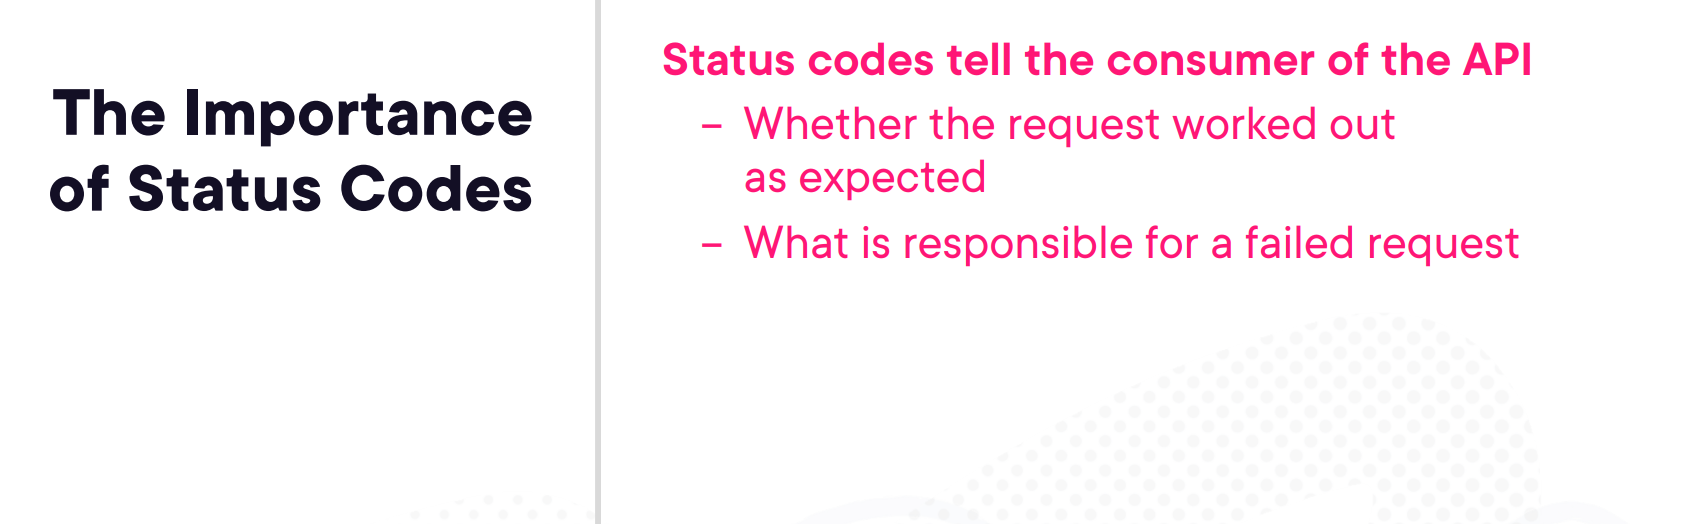 The Importance
of Status Codes
Status codes tell the consumer of the API
– Whether the request worked out
as expected
– What is responsible for a failed request